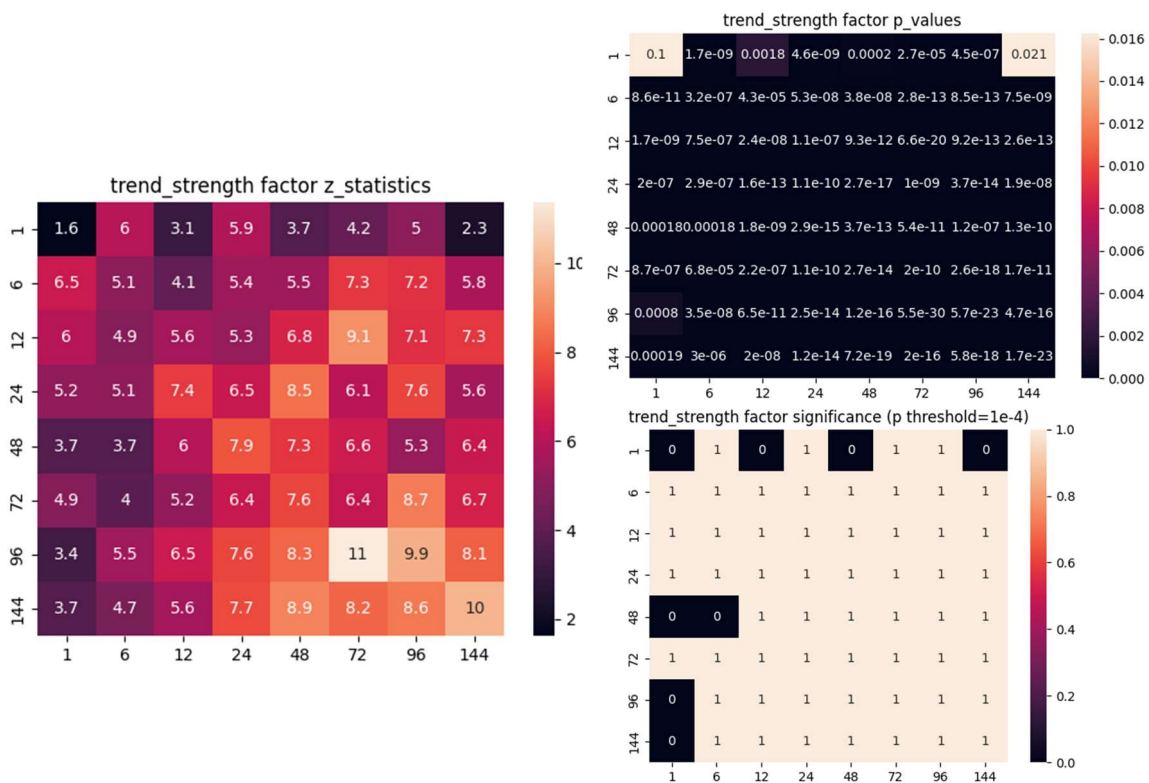 trend_strength factor z_statistics
1 1.6 6 3.1 5.9 3.7 4.2 5 2.3
6 6.5 5.1 4.1 5.4 5.5 7.3 7.2 5.8
12 6 4.9 5.6 5.3 6.8 9.1 7.1 7.3
24 5.2 5.1 7.4 6.5 8.5 6.1 7.6 5.6
48 3.7 3.7 6 7.9 7.3 6.6 5.3 6.4
72 4.9 4 5.2 6.4 7.6 6.4 8.7 6.7
96 3.4 5.5 6.5 7.6 8.3 11 9.9 8.1
144 3.7 4.7 5.6 7.7 8.9 8.2 8.6 10
1 6 12 24 48 72 96 144
10
8
6
4
2
trend_strength factor p_values
1 0.1 1.7e-09 0.0018 4.6e-09 0.0002 2.7e-05 4.5e-07 0.021
6 8.6e-11 3.2e-07 4.3e-05 5.3e-08 3.8e-08 2.8e-13 8.5e-13 7.5e-09
12 1.7e-09 7.5e-07 2.4e-08 1.1e-07 9.3e-12 6.6e-20 9.2e-13 2.6e-13
24 2e-07 2.9e-07 1.6e-13 1.1e-10 2.7e-17 1e-09 3.7e-14 1.9e-08
48 0.00018 0.00018 1.8e-09 2.9e-15 3.7e-13 5.4e-11 1.2e-07 1.3e-10
72 8.7e-07 6.8e-05 2.2e-07 1.1e-10 2.7e-14 2e-10 2.6e-18 1.7e-11
96 0.0008 3.5e-08 6.5e-11 2.5e-14 1.2e-16 5.5e-30 5.7e-23 4.7e-16
144 0.00019 3e-06 2e-08 1.2e-14 7.2e-19 2e-16 5.8e-18 1.7e-23
1 6 12 24 48 72 96 144
0.016
0.014
0.012
0.010
0.008
0.006
0.004
0.002
0.000
trend_strength factor significance (p threshold=1e-4)
1 0 1 0 1 0 1 1 0
6 1 1 1 1 1 1 1 1
12 1 1 1 1 1 1 1 1
24 1 1 1 1 1 1 1 1
48 0 0 1 1 1 1 1 1
72 1 1 1 1 1 1 1 1
96 0 1 1 1 1 1 1 1
144 0 1 1 1 1 1 1 1
1 6 12 24 48 72 96 144
1.0
0.8
0.6
0.4
0.2
0.0